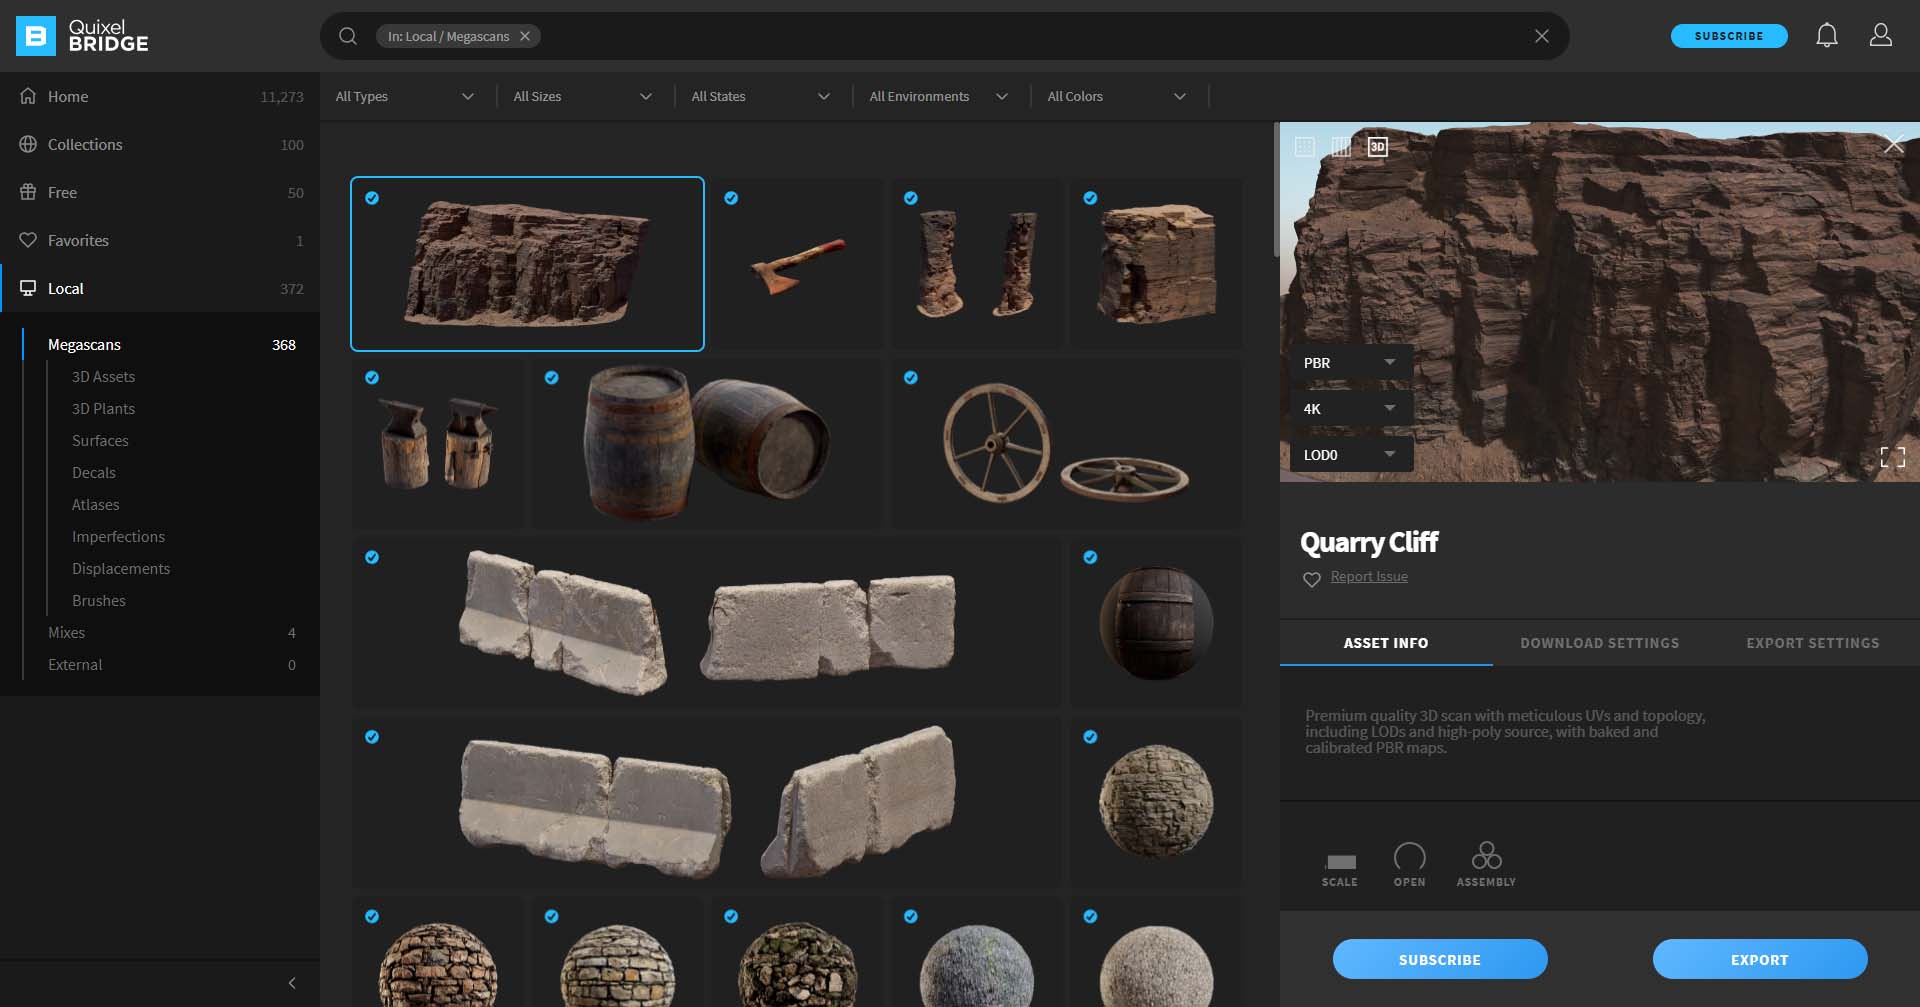 Quixel
BRIDGE
In: Local / Megascans
SUBSCRIBE
Home 11,273
Collections 100
Free 50
Favorites 1
Local 372
Megascans 368
3D Assets
3D Plants
Surfaces
Decals
Atlases
Imperfections
Displacements
Brushes
Mixes 4
External 0
All Types
All Sizes
All States
All Environments
All Colors
3D
PBR
4K
LOD0
Quarry Cliff
Report Issue
ASSET INFO
DOWNLOAD SETTINGS
EXPORT SETTINGS
Premium quality 3D scan with meticulous UVs and topology,
including LODs and high-poly source, with baked and
calibrated PBR maps.
SCALE
OPEN
ASSEMBLY
SUBSCRIBE
EXPORT